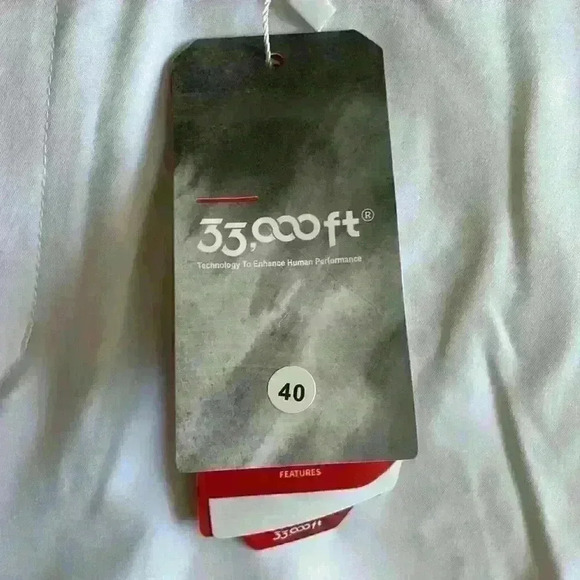 33,000ft®
Technology To Enhance Human Performance
40
FEATURES
33,000ft